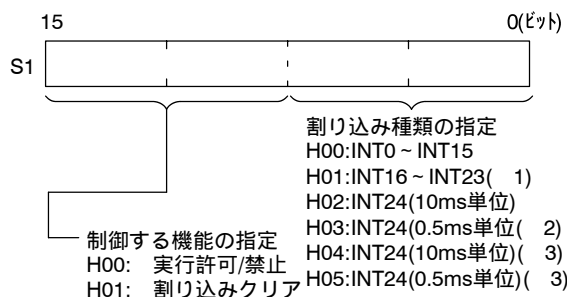 15 0(ﾋﾞｯﾄ)
S1
割り込み種類の指定
H00:INT0 ~ INT15
H01:INT16 ~ INT23( 1)
H02:INT24(10ms単位)
H03:INT24(0.5ms単位( 2)
H04:INT24(10ms単位)( 3)
H05:INT24(0.5ms単位)( 3)
制御する機能の指定
H00: 実行許可/禁止
H01: 割り込みクリア